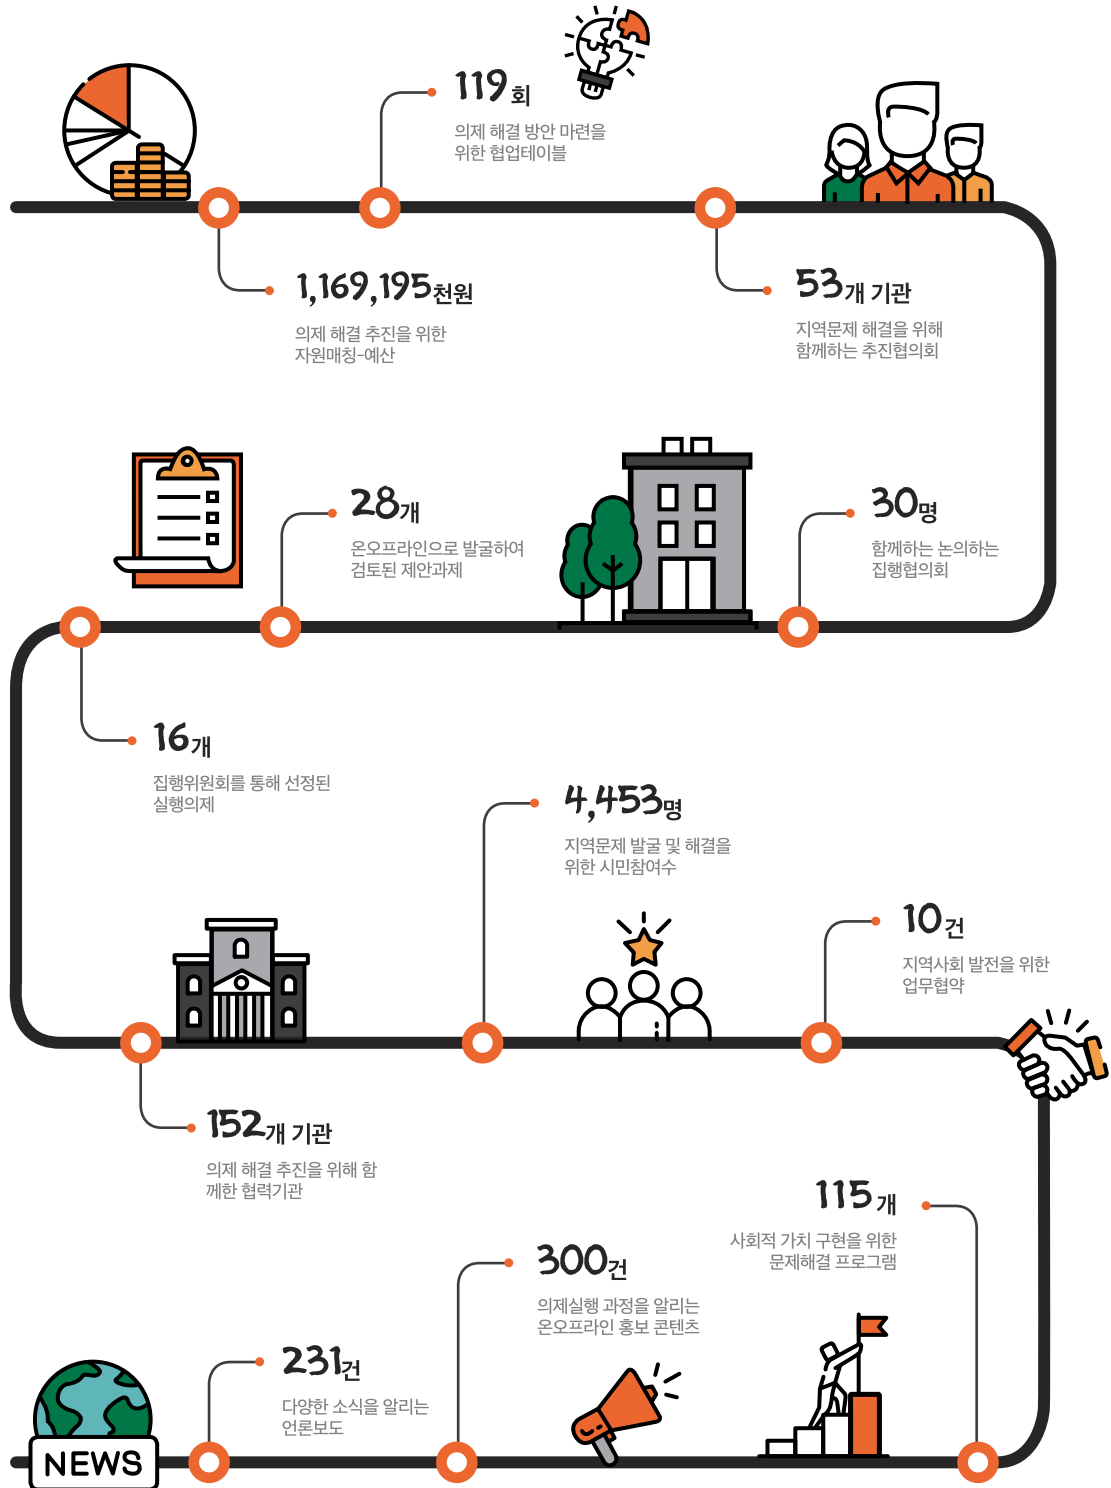 119회
의제 해결 방안 마련을
위한 협업테이블
1,169,195천원
의제 해결 추진을 위한
자원매칭-예산
53개 기관
지역문제 해결을 위해
함께하는 추진협의회
28개
온오프라인으로 발굴하여
검토된 제안과제
30명
함께하는 논의하는
집행협의회
16개
집행위원회를 통해 선정된
실행의제
4,453명
지역문제 발굴 및 해결을
위한 시민참여수
10건
지역사회 발전을 위한
업무협약
152개 기관
의제 해결 추진을 위해 함
께한 협력기관
115개
사회적 가치 구현을 위한
문제해결 프로그램
300건
의제실행 과정을 알리는
온오프라인 홍보 콘텐츠
231건
다양한 소식을 알리는
언론보도
NEWS